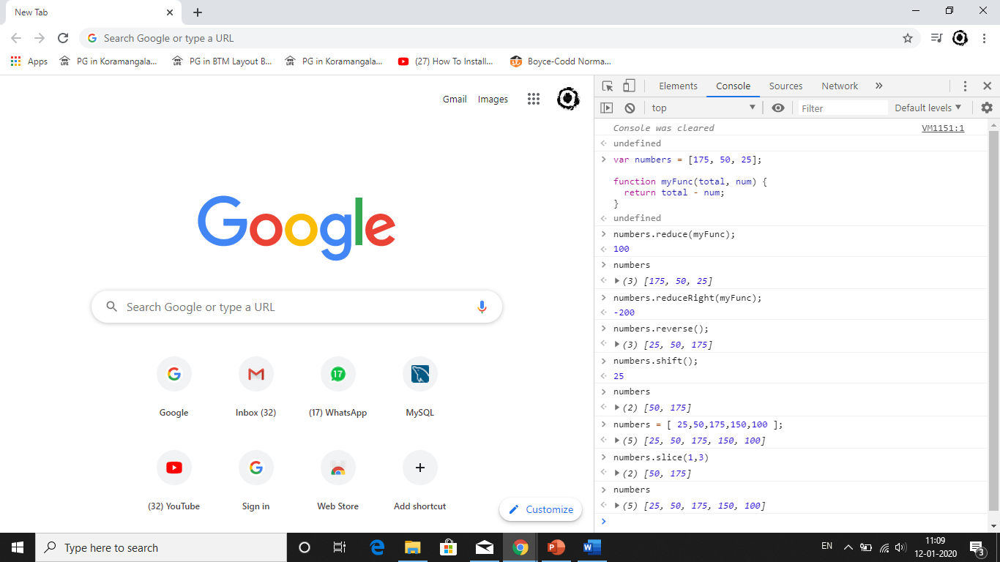 New Tab
Search Google or type a URL
Apps
PG in Koramangala...
PG in BTM Layout B...
PG in Koramangala...
(27) How To Install...
Boyce-Codd Norma...
Gmail
Images
Google
Search Google or type a URL
Google
Inbox (32)
17
(17) WhatsApp
MySQL
(32) YouTube
Sign in
Web Store
Add shortcut
Customize
Elements
Console
Sources
Network
top
Filter
Default levels
Console was cleared
VM1151:1
undefined
var numbers = [175, 50, 25];
function myFunc(total, num) {
  return total - num;
}
undefined
numbers.reduce(myFunc);
100
numbers
(3) [175, 50, 25]
numbers.reduceRight(myFunc);
-200
numbers.reverse();
(3) [25, 50, 175]
numbers.shift();
25
numbers
(2) [50, 175]
numbers = [ 25,50,175,150,100 ];
(5) [25, 50, 175, 150, 100]
numbers.slice(1,3)
(2) [50, 175]
numbers
(5) [25, 50, 175, 150, 100]
Type here to search
EN
11:09
12-01-2020
3